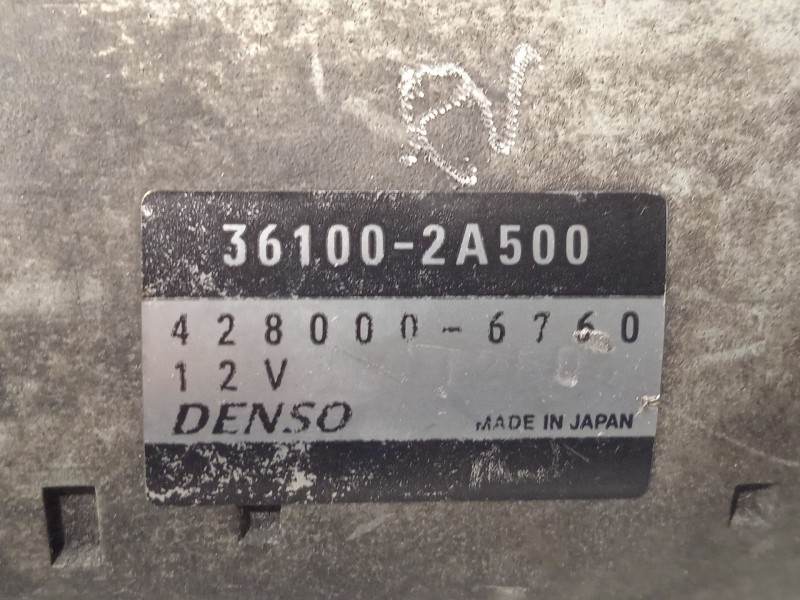 36100-2A500
428000-6760
12V
DENSO
MADE IN JAPAN